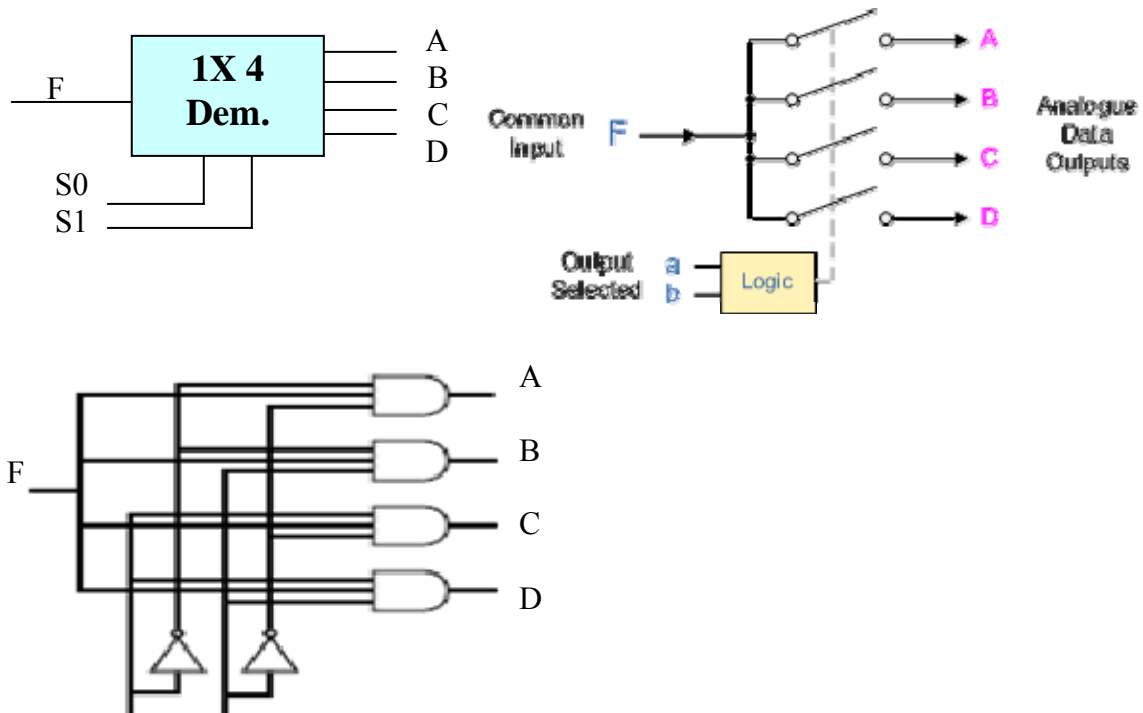 F
1X 4
Dem.
A
B
C
D
S0
S1
Common
Input
F
A
B
C
D
Analogue
Data
Outputs
Output
Selected
a
b
Logic
F
A
B
C
D